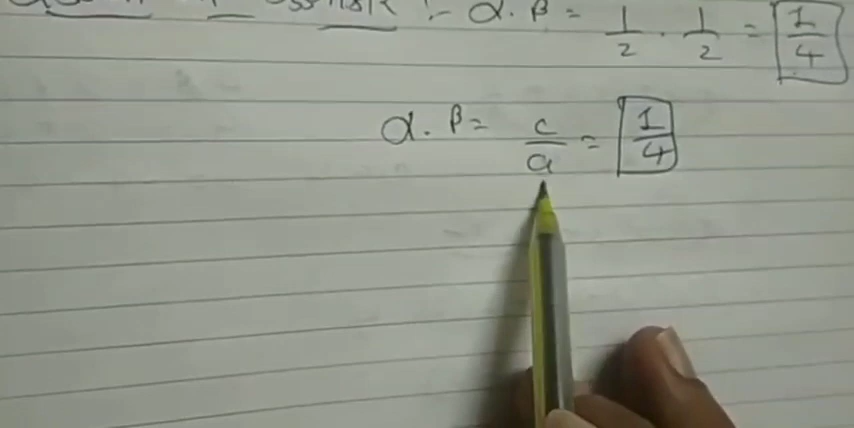 :- α. β = 1/2 . 1/2 = 1/4
α. β = c/a = 1/4